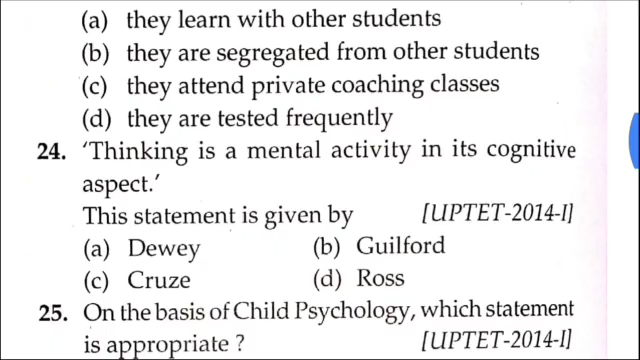 (a) they learn with other students
(b) they are segregated from other students
(c) they attend private coaching classes
(d) they are tested frequently
24. ‘Thinking is a mental activity in its cognitive
aspect.’
This statement is given by [UPTET-2014-I]
(a) Dewey (b) Guilford
(c) Cruze (d) Ross
25. On the basis of Child Psychology, which statement
is appropriate ? [UPTET-2014-I]